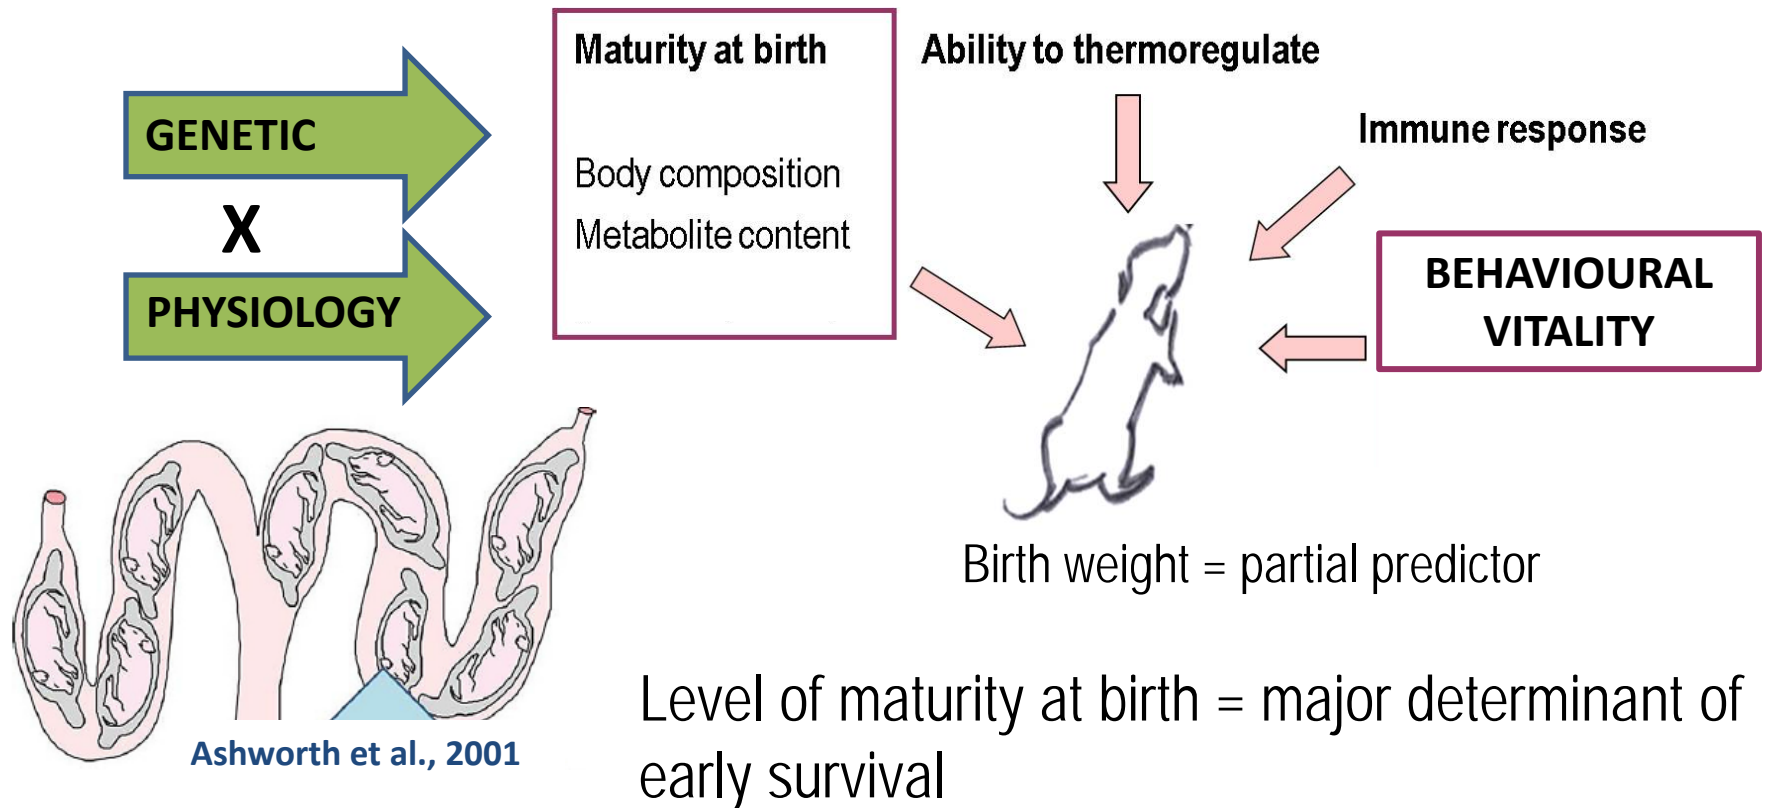 GENETIC
X
PHYSIOLOGY
Maturity at birth
Body composition
Metabolite content
Ability to thermoregulate
Immune response
BEHAVIOURAL
VITALITY
Birth weight = partial predictor
Level of maturity at birth = major determinant of
early survival
Ashworth et al., 2001